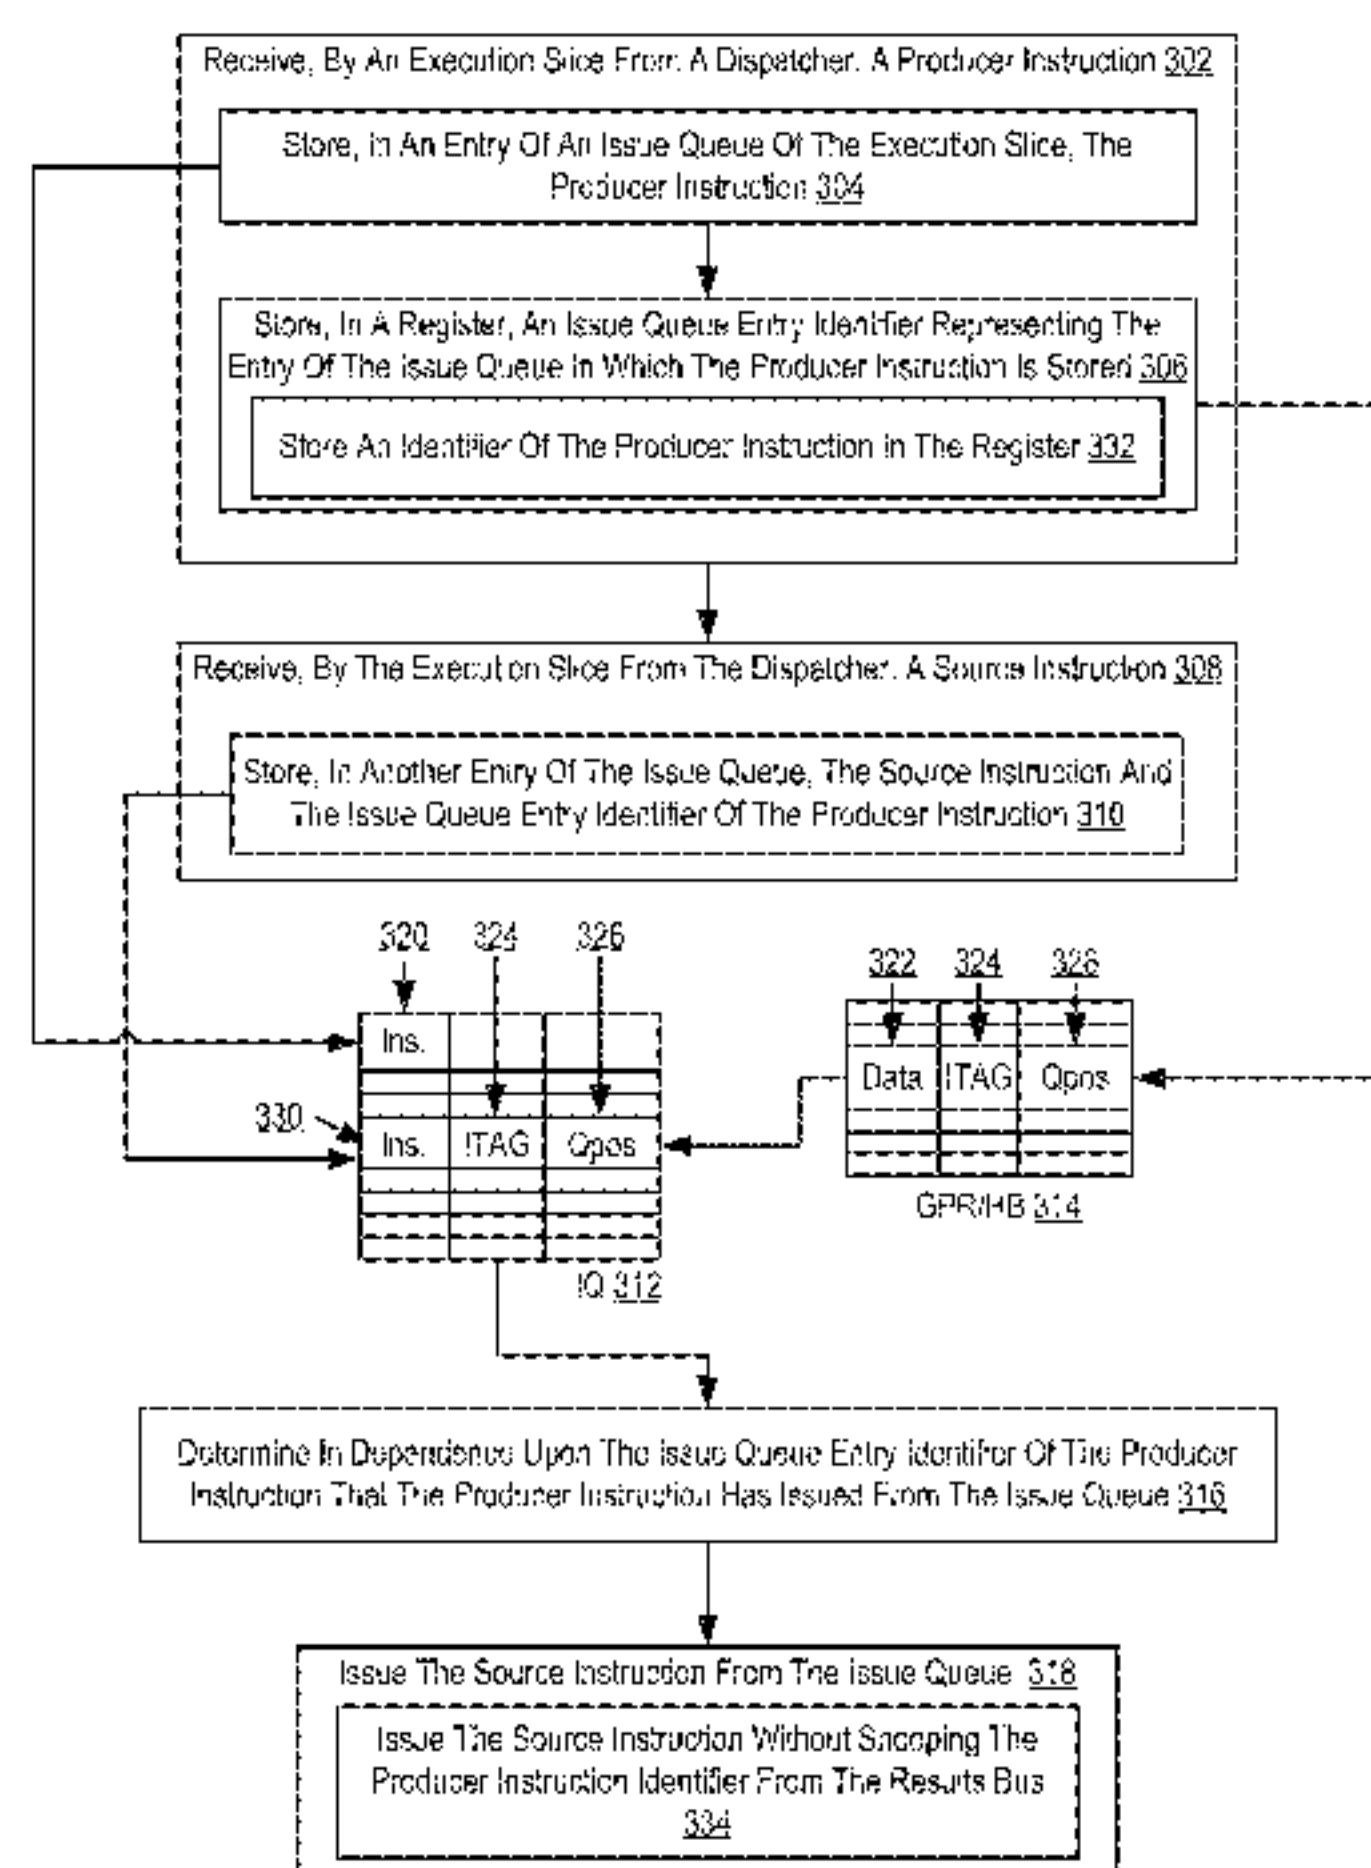 Receive, By An Execution Slice From A Dispatcher, A Producer Instruction 302
Store, In An Entry Of An Issue Queue Of The Execution Slice, The
Producer Instruction 304
Store, In A Register, An Issue Queue Entry Identifier Representing The
Entry Of The Issue Queue In Which The Producer Instruction Is Stored 306
Store An Identifier Of The Producer Instruction In The Register 332
Receive, By The Execution Slice From The Dispatcher, A Source Instruction 308
Store, In Another Entry Of The Issue Queue, The Source Instruction And
The Issue Queue Entry Identifier Of The Producer Instruction 310
320 324 326
322 324 326
Ins.
Data ITAG Qpos
330
Ins. ITAG Qpos
GPR/HB 314
IQ 312
Determine In Dependence Upon The Issue Queue Entry Identifier Of The Producer
Instruction That The Producer Instruction Has Issued From The Issue Queue 316
Issue The Source Instruction From The Issue Queue 318
Issue The Source Instruction Without Snooping The
Producer Instruction Identifier From The Results Bus
334